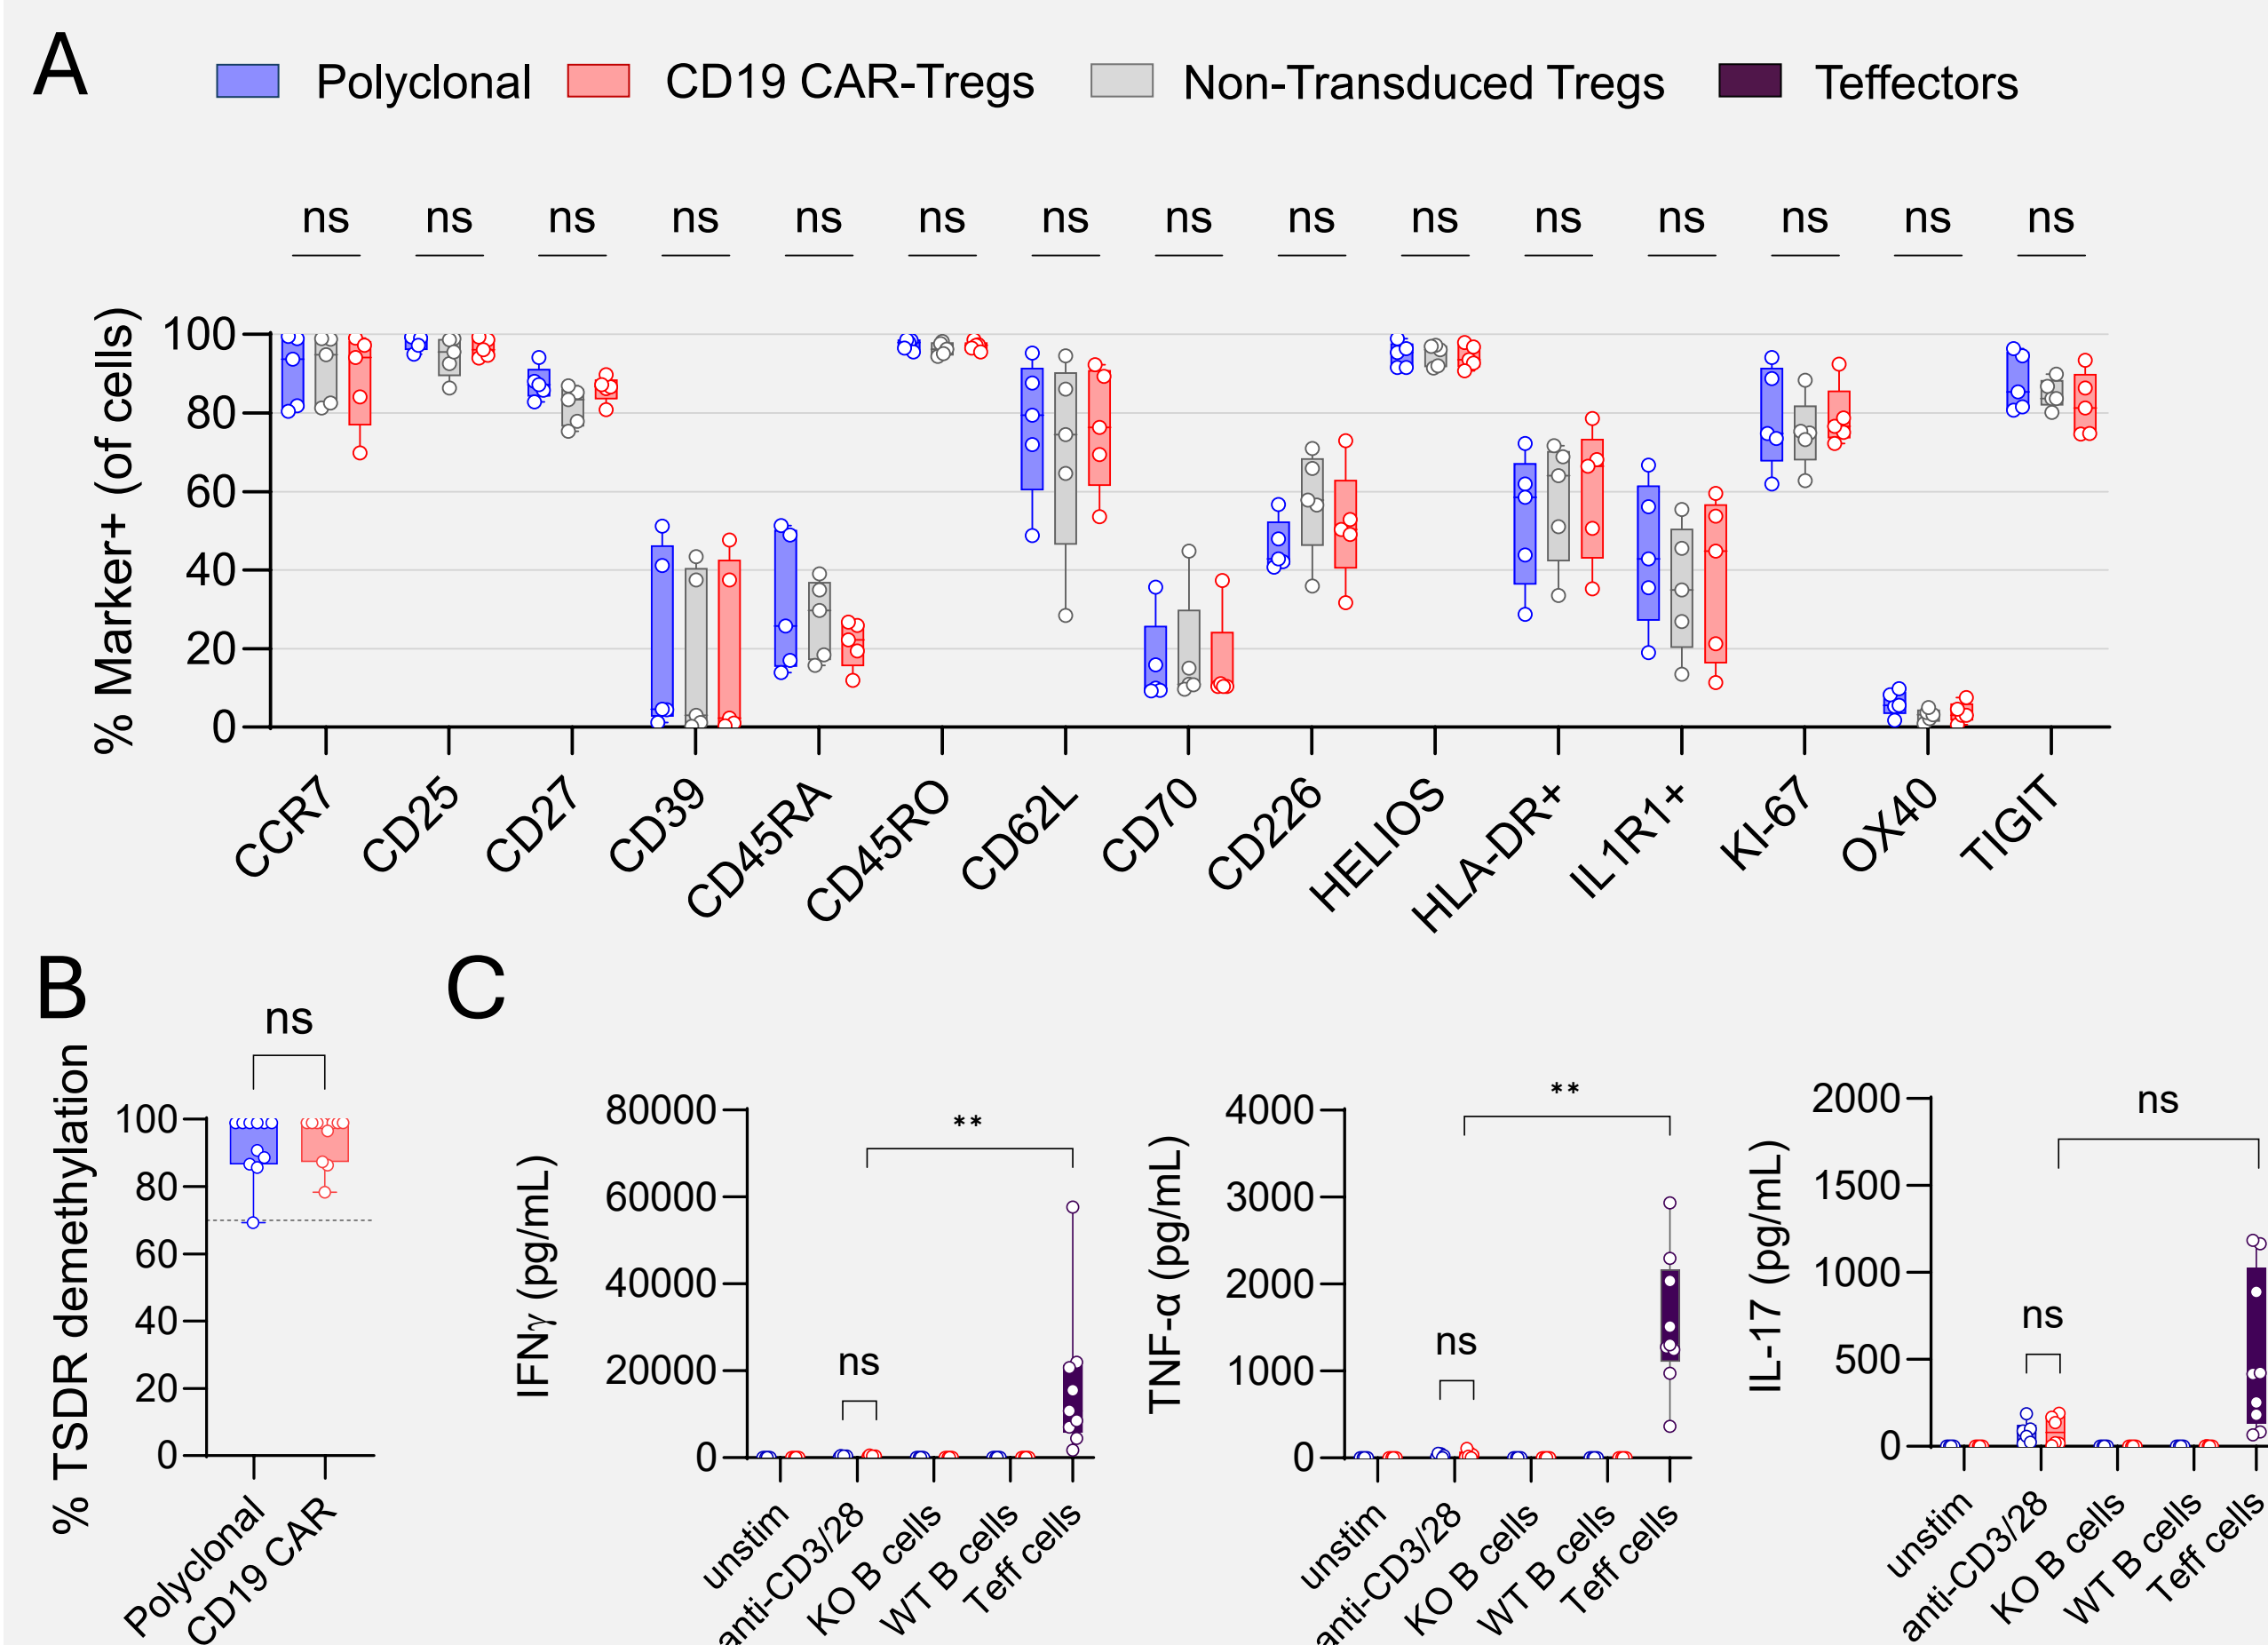 A
Polyclonal CD19 CAR-Tregs Non-Transduced Tregs Teffectors
ns ns ns ns ns ns ns ns ns ns ns ns ns ns ns
% Marker+ (of cells)
100
80
60
40
20
0
CCR7 CD25 CD27 CD39 CD45RA CD45RO CD62L CD70 CD226 HELIOS HLA-DR+ IL1R1+ KI-67 OX40 TIGIT
B
ns
% TSDR demethylation
100
80
60
40
20
0
Polyclonal CD19 CAR
C
IFNγ (pg/mL)
80000
60000
40000
20000
0
**
ns
unstim anti-CD3/28 KO B cells WT B cells Teff cells
TNF-α (pg/mL)
4000
3000
2000
1000
0
**
ns
unstim anti-CD3/28 KO B cells WT B cells Teff cells
IL-17 (pg/mL)
2000
1500
1000
500
0
ns
ns
unstim anti-CD3/28 KO B cells WT B cells Teff cells